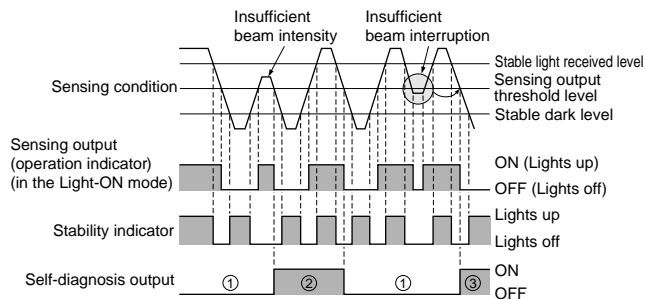 Insufficient
beam intensity
Insufficient
beam interruption
Stable light received level
Sensing condition
Sensing output
threshold level
Stable dark level
Sensing output
(operation indicator)
(in the Light-ON mode)
ON (Lights up)
OFF (Lights off)
Stability indicator
Lights up
Lights off
Self-diagnosis output
① ② ① ③
ON
OFF